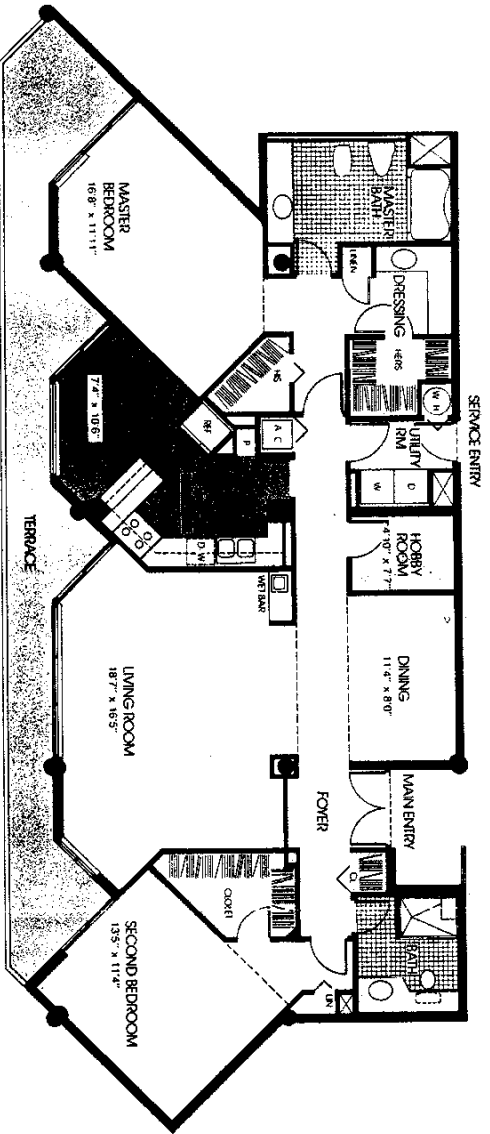 MASTER
BATH
LINEN
DRESSING
HERS
HIS
W H
SERVICE ENTRY
UTILITY
RM
W D
A C
REF
P
MASTER
BEDROOM
16'8" x 11'11"
7'4" x 10'6"
D W
TERRACE
HOBBY
ROOM
4'10" x 7'7"
WET BAR
DINING
11'4" x 8'0"
LIVING ROOM
18'7" x 16'5"
MAIN ENTRY
FOYER
CL
CLOSET
BATH
LIN
SECOND BEDROOM
13'5" x 11'4"